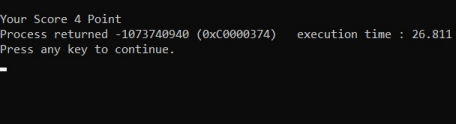 Your Score 4 Point
Process returned -1073740940 (0xC0000374)   execution time : 26.811
Press any key to continue.